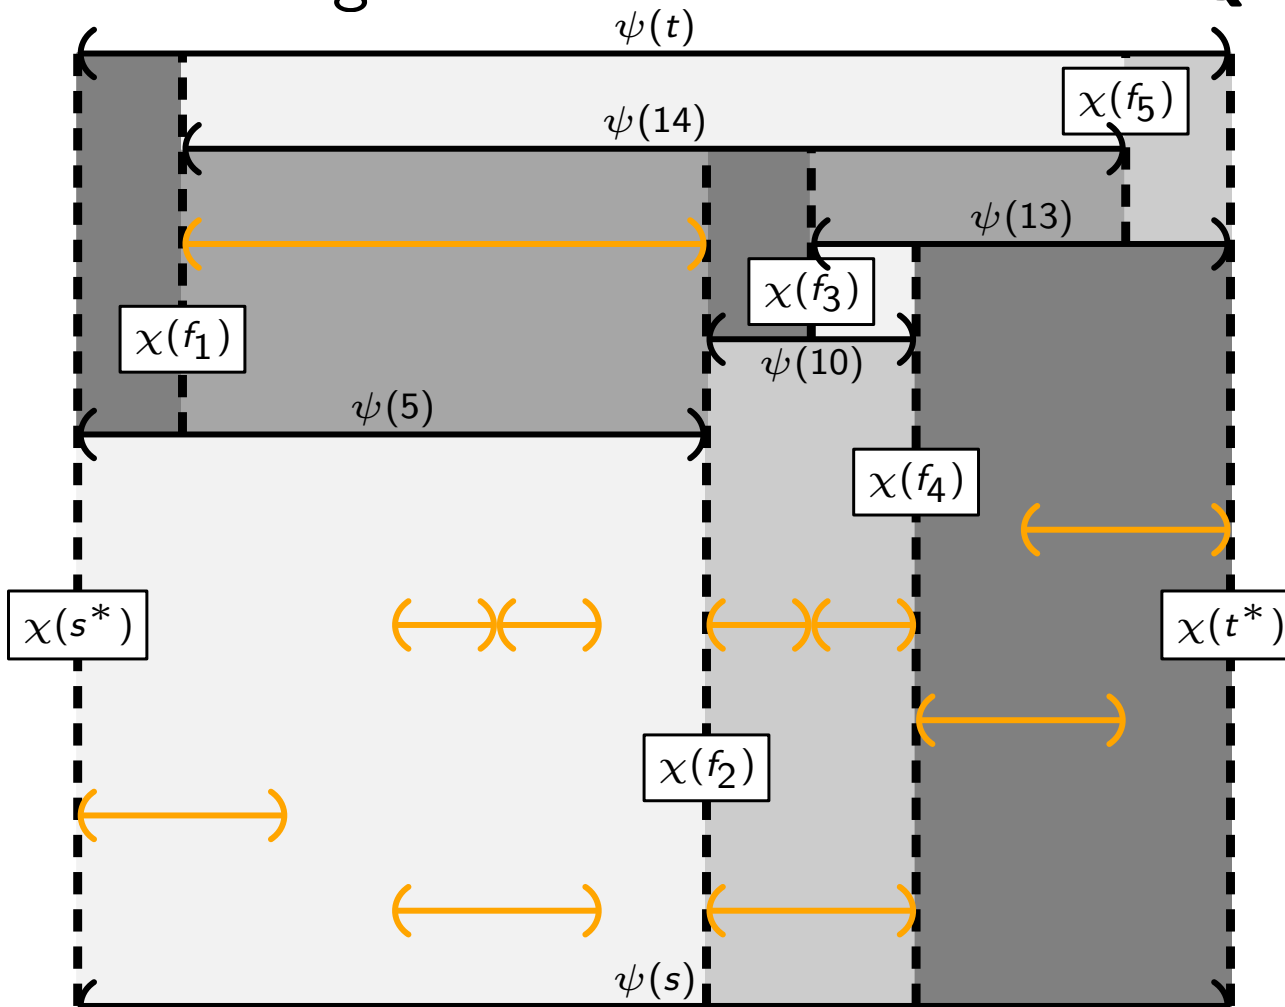 ψ(t)
χ(f₅)
ψ(14)
ψ(13)
χ(f₃)
χ(f₁)
ψ(10)
ψ(5)
χ(f₄)
χ(s*)
χ(t*)
χ(f₂)
ψ(s)